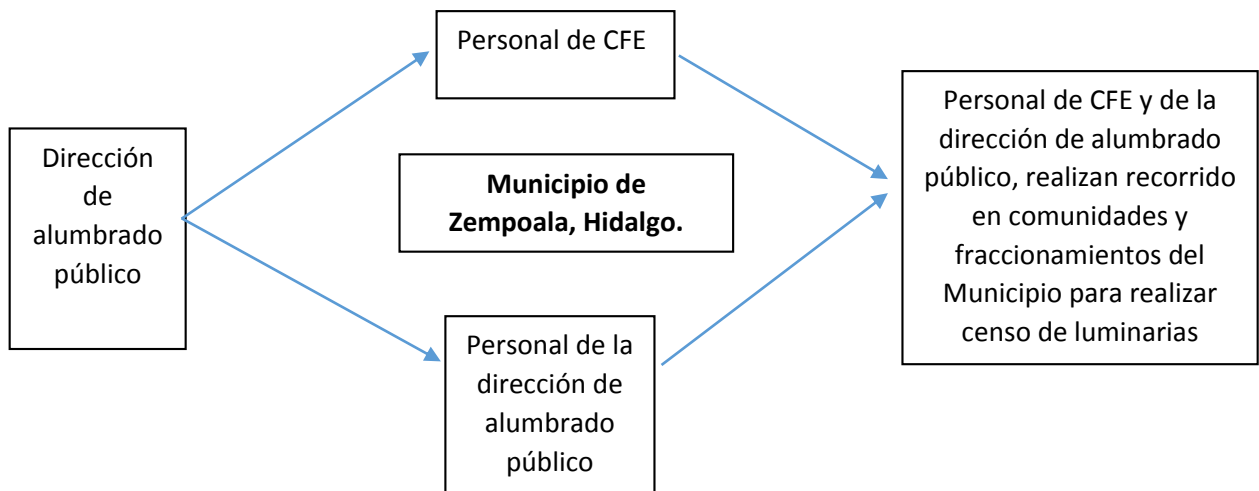 Dirección
de
alumbrado
público
Personal de CFE
Municipio de
Zempoala, Hidalgo.
Personal de la
dirección de
alumbrado
público
Personal de CFE y de la
dirección de alumbrado
público, realizan recorrido
en comunidades y
fraccionamientos del
Municipio para realizar
censo de luminarias